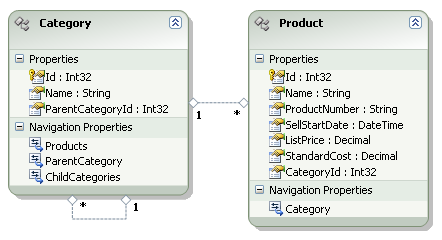 Category
Properties
Id : Int32
Name : String
ParentCategoryId : Int32
Navigation Properties
Products
ParentCategory
ChildCategories
* 1
1 *
Product
Properties
Id : Int32
Name : String
ProductNumber : String
SellStartDate : DateTime
ListPrice : Decimal
StandardCost : Decimal
CategoryId : Int32
Navigation Properties
Category